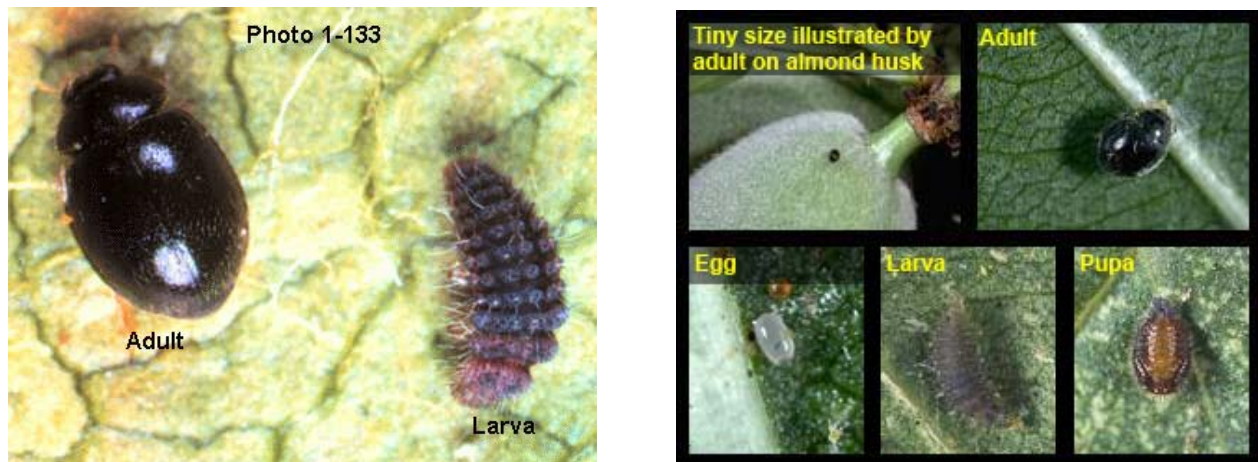 Photo 1-133
Adult
Larva
Tiny size illustrated by
adult on almond husk
Adult
Egg
Larva
Pupa